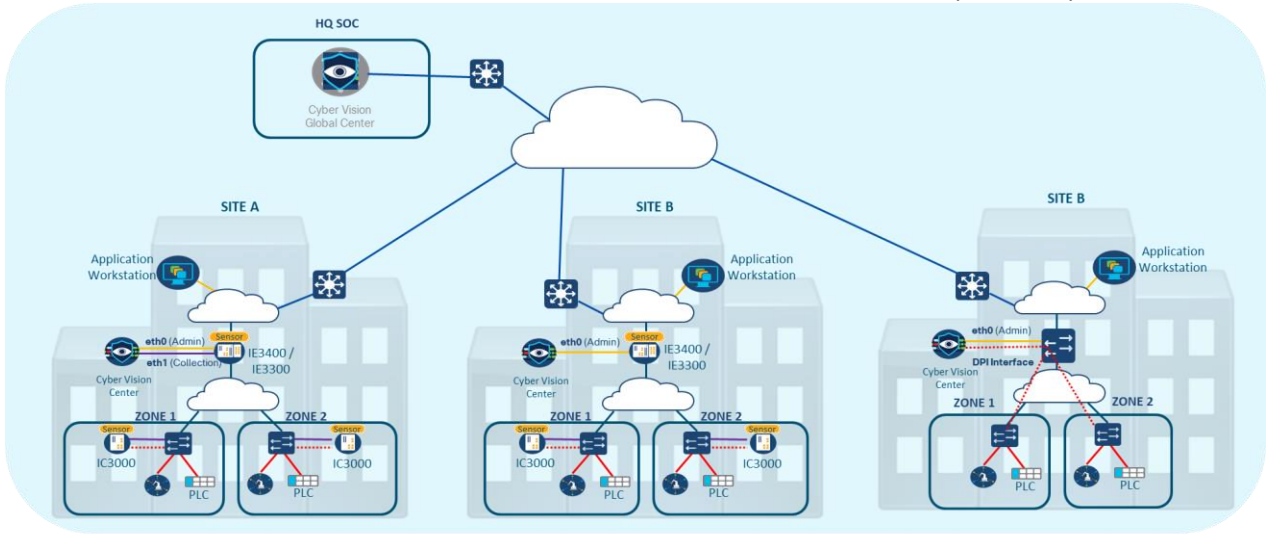 HQ SOC
Cyber Vision
Global Center
SITE A
Application
Workstation
Sensor
eth0 (Admin)
IE3400 /
IE3300
eth1 (Collection)
Cyber Vision
Center
ZONE 1
ZONE 2
Sensor
IC3000
PLC
Sensor
IC3000
PLC
SITE B
Application
Workstation
Sensor
eth0 (Admin)
IE3400 /
IE3300
Cyber Vision
Center
ZONE 1
ZONE 2
Sensor
IC3000
PLC
Sensor
IC3000
PLC
SITE B
Application
Workstation
eth0 (Admin)
DPI Interface
Cyber Vision
Center
ZONE 1
ZONE 2
PLC
PLC